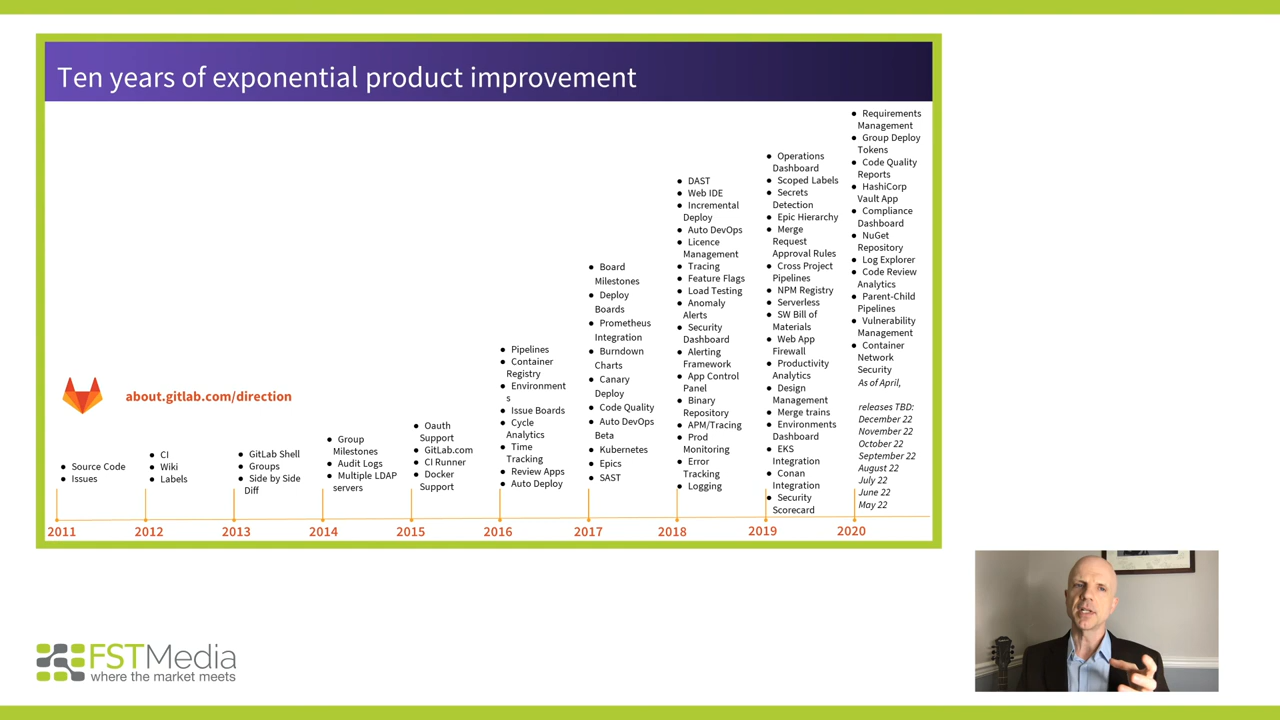 Ten years of exponential product improvement
about.gitlab.com/direction
● Source Code
● Issues
● CI
● Wiki
● Labels
● GitLab Shell
● Groups
● Side by Side
Diff
● Group
Milestones
● Audit Logs
● Multiple LDAP
servers
● Oauth
Support
● GitLab.com
● CI Runner
● Docker
Support
● Pipelines
● Container
Registry
● Environment
s
● Issue Boards
● Cycle
Analytics
● Time
Tracking
● Review Apps
● Auto Deploy
● Board
Milestones
● Deploy
Boards
● Prometheus
Integration
● Burndown
Charts
● Canary
Deploy
● Code Quality
● Auto DevOps
Beta
● Kubernetes
● Epics
● SAST
● DAST
● Web IDE
● Incremental
Deploy
● Auto DevOps
● Licence
Management
● Tracing
● Feature Flags
● Load Testing
● Anomaly
Alerts
● Security
Dashboard
● Alerting
Framework
● App Control
Panel
● Binary
Repository
● APM/Tracing
● Prod
Monitoring
● Error
Tracking
● Logging
● Operations
Dashboard
● Scoped Labels
● Secrets
Detection
● Epic Hierarchy
● Merge
Request
Approval Rules
● Cross Project
Pipelines
● NPM Registry
● Serverless
● SW Bill of
Materials
● Web App
Firewall
● Productivity
Analytics
● Design
Management
● Merge trains
● Environments
Dashboard
● EKS
Integration
● Conan
Integration
● Security
Scorecard
● Requirements
Management
● Group Deploy
Tokens
● Code Quality
Reports
● HashiCorp
Vault App
● Compliance
Dashboard
● NuGet
Repository
● Log Explorer
● Code Review
Analytics
● Parent-Child
Pipelines
● Vulnerability
Management
● Container
Network
Security
As of April,
releases TBD:
December 22
November 22
October 22
September 22
August 22
July 22
June 22
May 22
2011 2012 2013 2014 2015 2016 2017 2018 2019 2020
FSTMedia
where the market meets